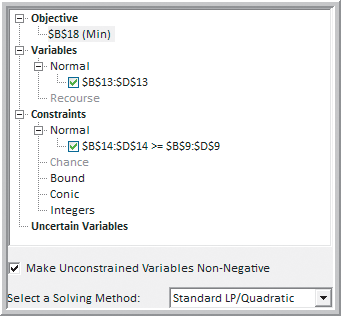 Objective
$B$18 (Min)
Variables
Normal
$B$13:$D$13
Recourse
Constraints
Normal
$B$14:$D$14 >= $B$9:$D$9
Chance
Bound
Conic
Integers
Uncertain Variables
Make Unconstrained Variables Non-Negative
Select a Solving Method: Standard LP/Quadratic